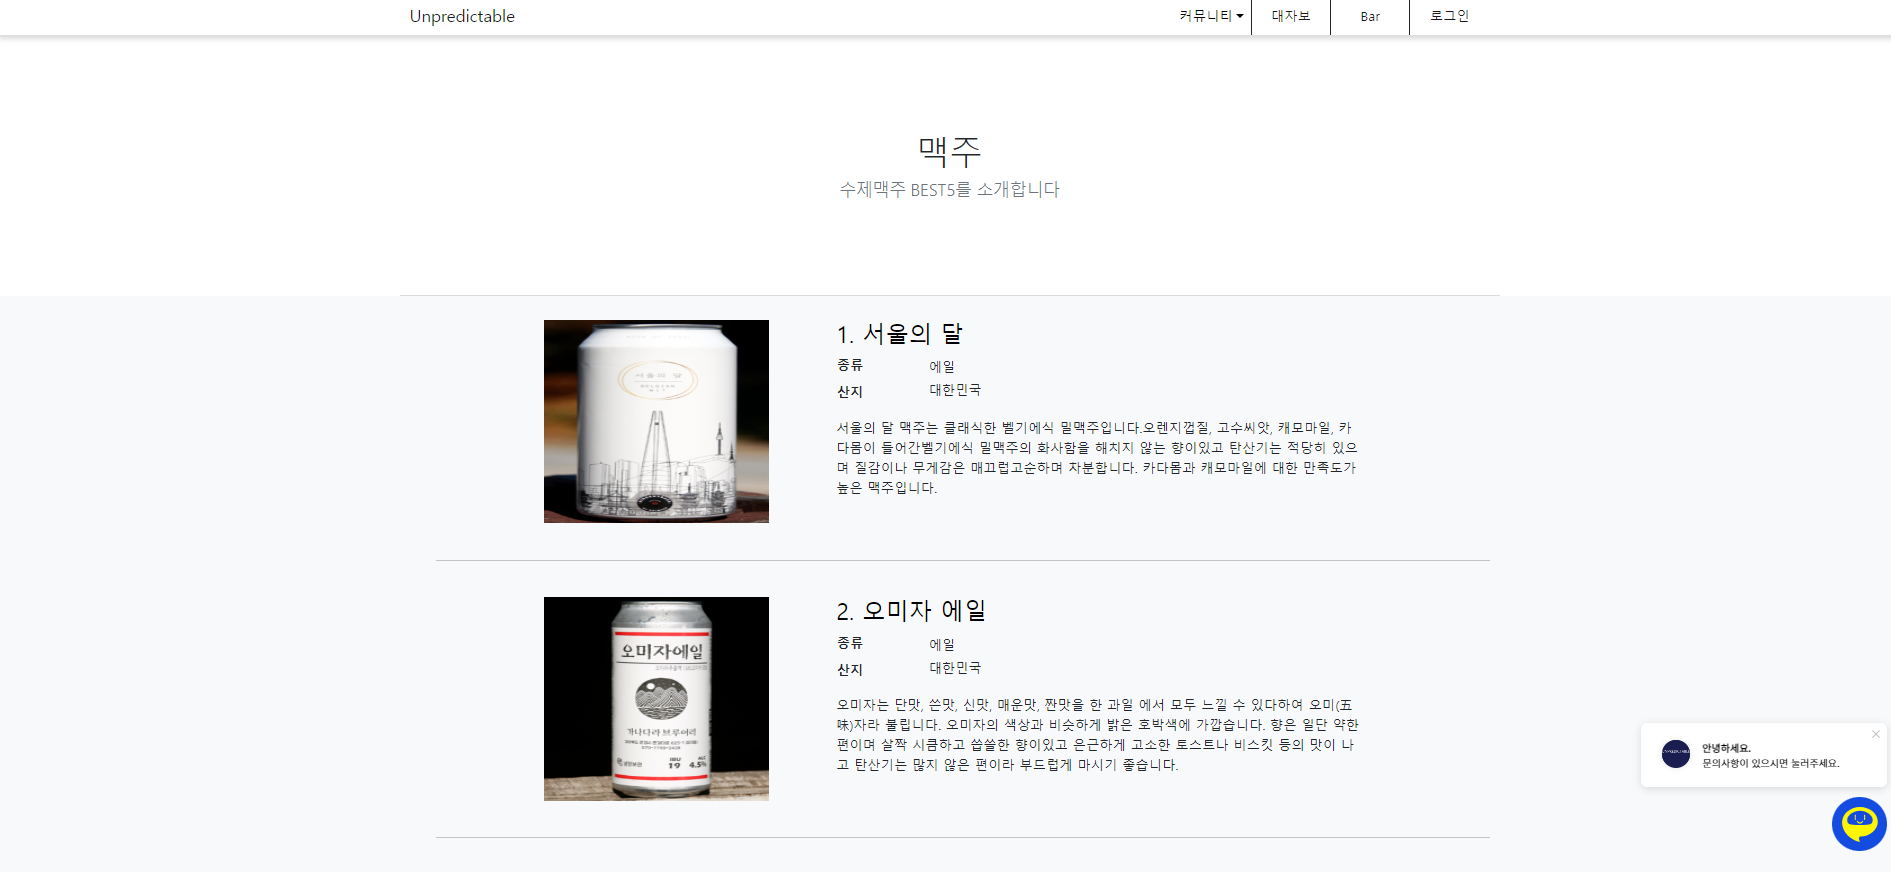 Unpredictable
커뮤니티
대자보
Bar
로그인
맥주
수제맥주 BEST5를 소개합니다
서울의 달
1. 서울의 달
종류 에일
산지 대한민국
서울의 달 맥주는 클래식한 벨기에식 밀맥주입니다.오렌지껍질, 고수씨앗, 캐모마일, 카
다몸이 들어간벨기에식 밀맥주의 화사함을 해치지 않는 향이있고 탄산기는 적당히 있으
며 질감이나 무게감은 매끄럽고순하며 차분합니다. 카다몸과 캐모마일에 대한 만족도가
높은 맥주입니다.
오미자에일
가나다라 브루어리
IBU
19
4.5%
2. 오미자 에일
종류 에일
산지 대한민국
오미자는 단맛, 쓴맛, 신맛, 매운맛, 짠맛을 한 과일 에서 모두 느낄 수 있다하여 오미(五
味)자라 불립니다. 오미자의 색상과 비슷하게 밝은 호박색에 가깝습니다. 향은 일단 약한
편이며 살짝 시큼하고 씁쓸한 향이있고 은근하게 고소한 토스트나 비스킷 등의 맛이 나
고 탄산기는 많지 않은 편이라 부드럽게 마시기 좋습니다.
안녕하세요.
문의사항이 있으시면 눌러주세요.